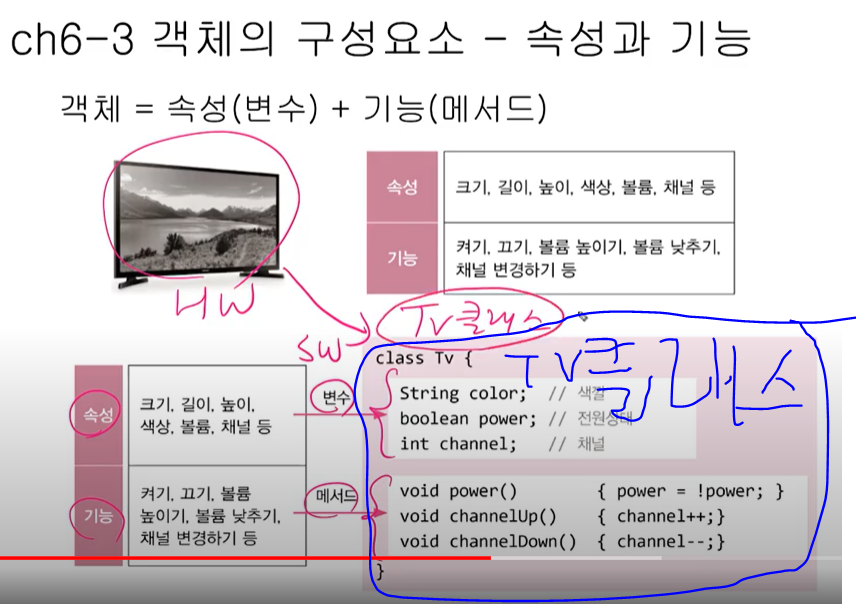 ch6-3 객체의 구성요소 - 속성과 기능
객체 = 속성(변수) + 기능(메서드)
속성 크기, 길이, 높이, 색상, 볼륨, 채널 등
기능 켜기, 끄기, 볼륨 높이기, 볼륨 낮추기,
채널 변경하기 등
HW
TV클래스
SW
class Tv {
TV클래스
속성 크기, 길이, 높이,
색상, 볼륨, 채널 등
변수
String color; // 색깔
boolean power; // 전원상태
int channel; // 채널
기능 켜기, 끄기, 볼륨
높이기, 볼륨 낮추기,
채널 변경하기 등
메서드
void power() { power = !power; }
void channelUp() { channel++;}
void channelDown() { channel--;}
}